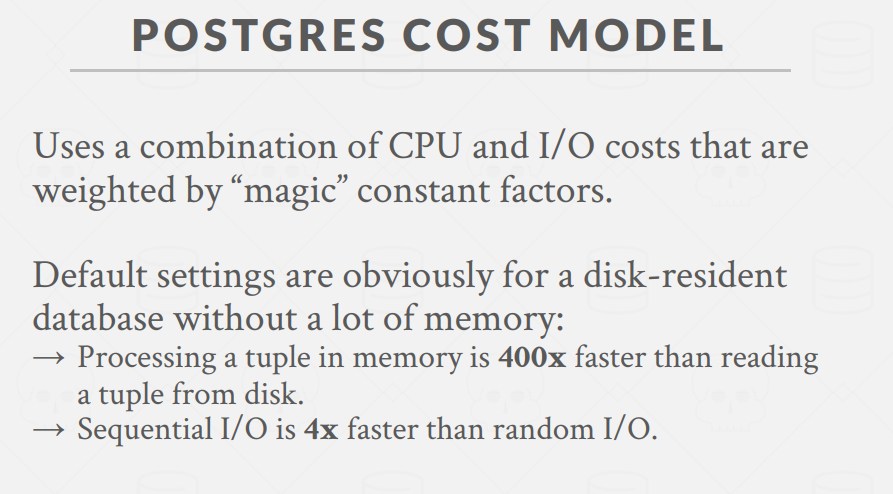 POSTGRES COST MODEL
Uses a combination of CPU and I/O costs that are
weighted by “magic” constant factors.
Default settings are obviously for a disk-resident
database without a lot of memory:
→ Processing a tuple in memory is 400x faster than reading
a tuple from disk.
→ Sequential I/O is 4x faster than random I/O.